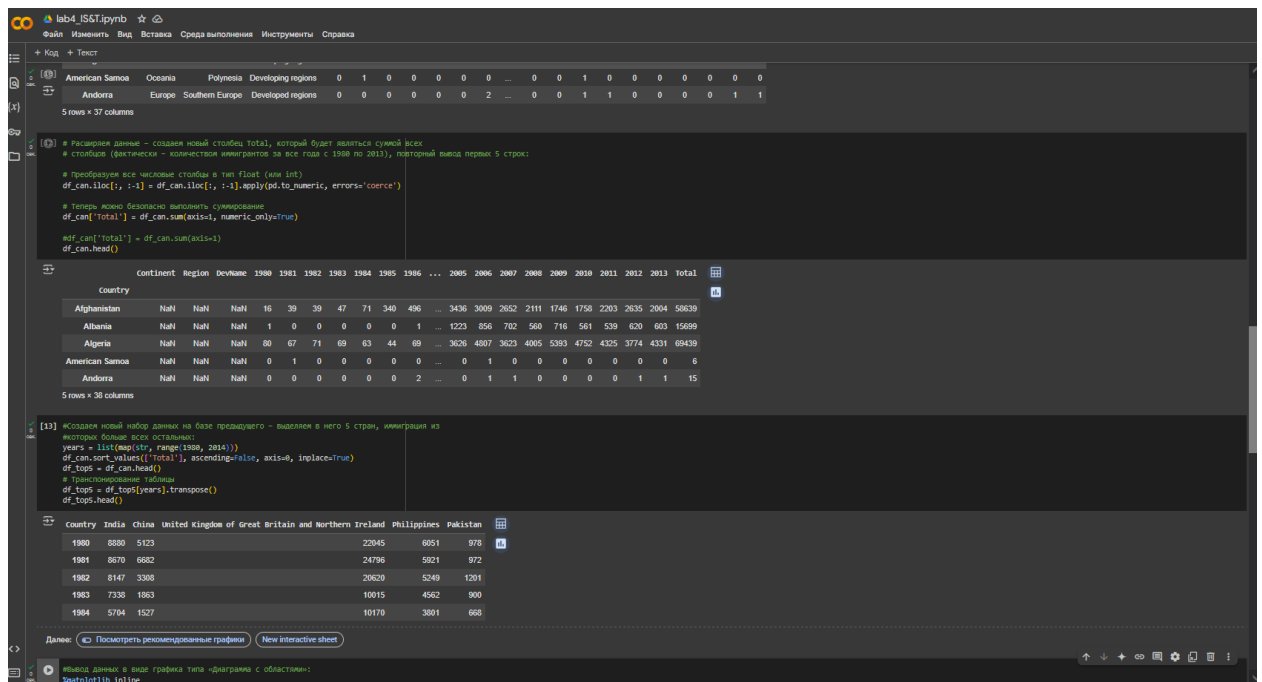 lab4_IS&T.ipynb
Файл Изменить Вид Вставка Среда выполнения Инструменты Справка
+ Код + Текст
American Samoa Oceania Polynesia Developing regions 0 1 0 0 0 0 0 ... 0 0 1 0 0 0 0 0 0 0
Andorra Europe Southern Europe Developed regions 0 0 0 0 0 0 2 ... 0 0 1 1 0 0 0 0 1 1
5 rows × 37 columns
# Расширяем данные – создаем новый столбец Total, который будет являться суммой всех
# столбцов (фактически – количеством иммигрантов за все года с 1980 по 2013), повторный вывод первых 5 строк:
# Преобразуем все числовые столбцы в тип float (или int)
df_can.iloc[:, :-1] = df_can.iloc[:, :-1].apply(pd.to_numeric, errors='coerce')
# Теперь можно безопасно выполнить суммирование
df_can['Total'] = df_can.sum(axis=1, numeric_only=True)
#df_can['Total'] = df_can.sum(axis=1)
df_can.head()
Continent Region DevName 1980 1981 1982 1983 1984 1985 1986 ... 2005 2006 2007 2008 2009 2010 2011 2012 2013 Total
Country
Afghanistan NaN NaN NaN 16 39 39 47 71 340 496 ... 3436 3009 2652 2111 1746 1758 2203 2635 2004 58639
Albania NaN NaN NaN 1 0 0 0 0 0 1 ... 1223 856 702 560 716 561 539 620 603 15699
Algeria NaN NaN NaN 80 67 71 69 63 44 69 ... 3626 4807 3623 4005 5393 4752 4325 3774 4331 69439
American Samoa NaN NaN NaN 0 1 0 0 0 0 0 ... 0 1 0 0 0 0 0 0 0 6
Andorra NaN NaN NaN 0 0 0 0 0 0 2 ... 0 1 1 0 0 0 0 1 1 15
5 rows × 38 columns
[13] #Создаем новый набор данных на базе предыдущего – выделяем в него 5 стран, иммиграция из
#которых больше всех остальных:
years = list(map(str, range(1980, 2014)))
df_can.sort_values(['Total'], ascending=False, axis=0, inplace=True)
df_top5 = df_can.head()
# Транспонирование таблицы
df_top5 = df_top5[years].transpose()
df_top5.head()
Country India China United Kingdom of Great Britain and Northern Ireland Philippines Pakistan
1980 8880 5123 22045 6051 978
1981 8670 6682 24796 5921 972
1982 8147 3308 20620 5249 1201
1983 7338 1863 10015 4562 900
1984 5704 1527 10170 3801 668
Далее: Посмотреть рекомендованные графики New interactive sheet
#Вывод данных в виде графика типа «Диаграмма с областями»:
%matplotlib inline